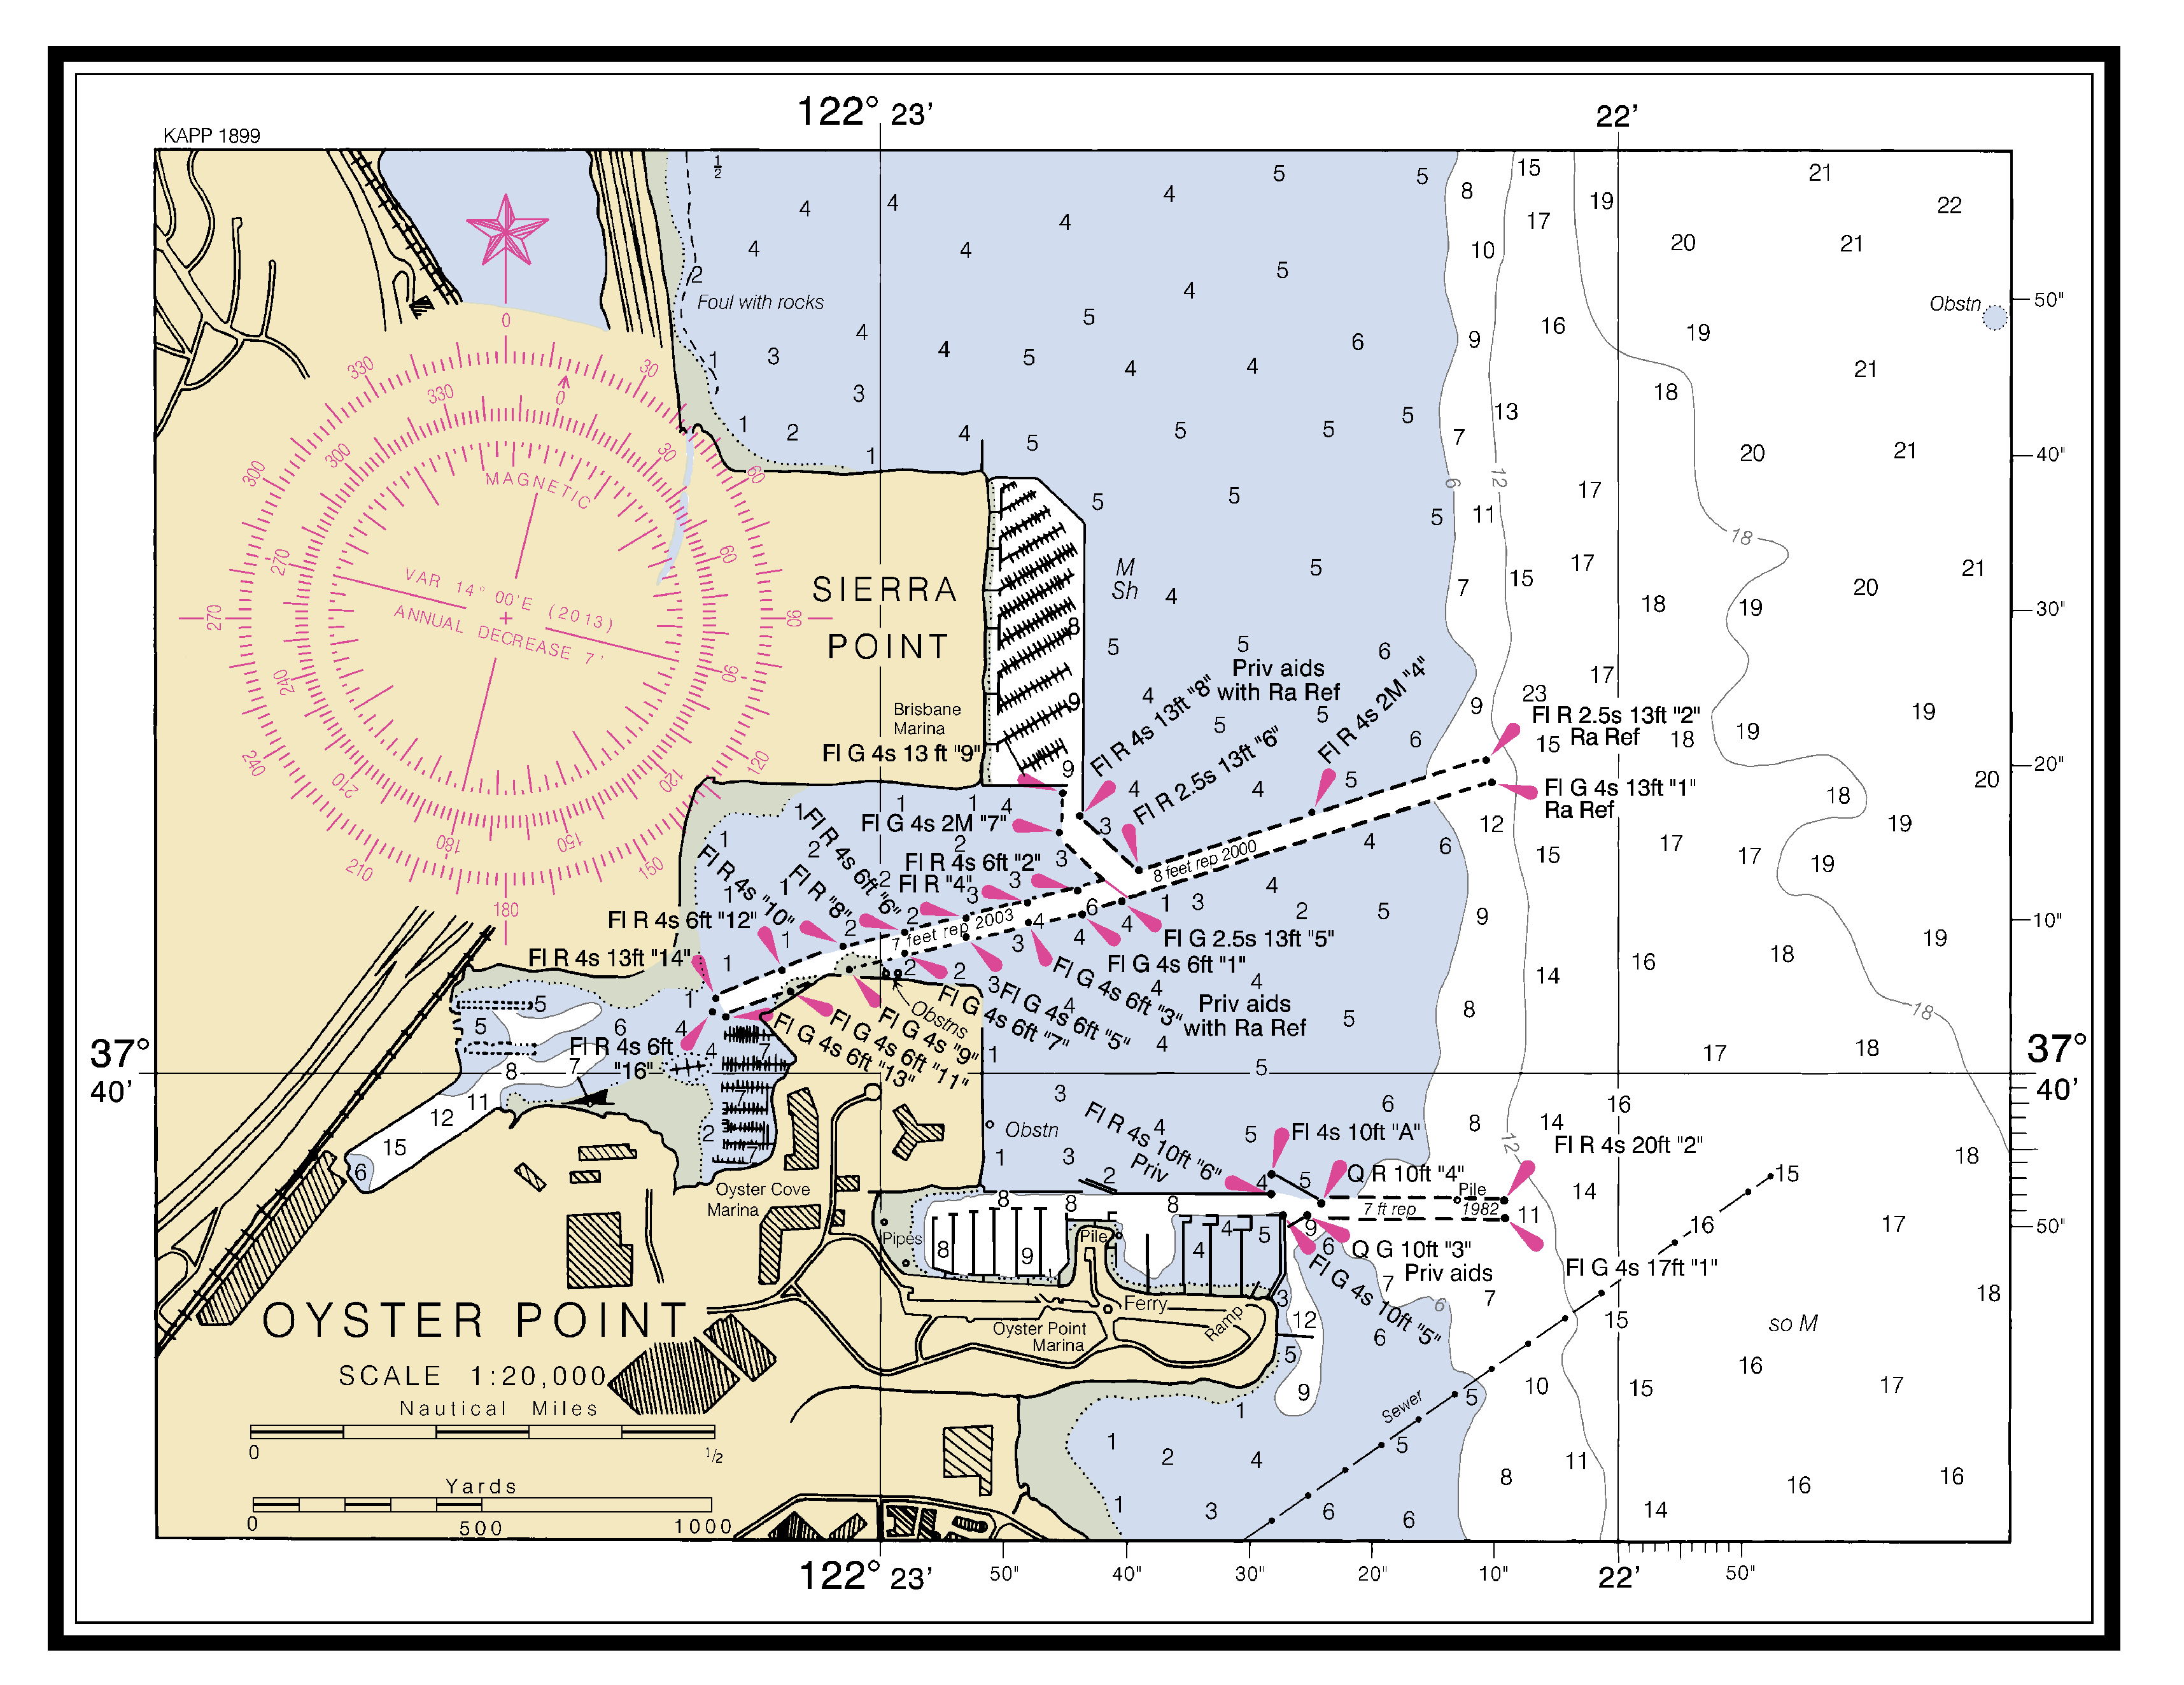 122° 23' 22'
KAPP 1899
Foul with rocks
Obstn
50"
40"
30"
20"
10"
MAGNETIC
VAR 14° 00'E (2013)
ANNUAL DECREASE 7'
SIERRA
POINT
M
Sh
Priv aids
with Ra Ref
Brisbane
Marina
Fl G 4s 13 ft "9"
Fl R 4s 13ft "8"
Fl R 2.5s 13ft "6"
Fl R 4s 2M "4"
Fl R 2.5s 13ft "2"
Ra Ref
Fl G 4s 13ft "1"
Ra Ref
Fl G 4s 2M "7"
8 feet rep 2000
Fl R 4s 6ft "2"
Fl R "4"
Fl R 4s 6ft "6"
Fl R "8"
Fl R 4s "10"
Fl R 4s 6ft "12"
7 feet rep 2003
Fl G 2.5s 13ft "5"
Fl R 4s 13ft "14"
Fl G 4s 6ft "1"
Fl G 4s 6ft "3"
Fl G 4s 6ft "5"
Priv aids
with Ra Ref
Fl G 4s 6ft "7"
Obstns
Fl G 4s "9"
Fl G 4s 6ft "11"
Fl G 4s 6ft "13"
Fl R 4s 6ft
"16"
37°
40'
37°
40'
Obstn
Fl R 4s 10ft "6"
Priv
Fl 4s 10ft "A"
Fl R 4s 20ft "2"
Q R 10ft "4"
Pile
7 ft rep 1982
Oyster Cove
Marina
Pipes
Pile
Q G 10ft "3"
Priv aids
Fl G 4s 10ft "5"
Fl G 4s 17ft "1"
50"
Ferry
Ramp
Oyster Point
Marina
so M
OYSTER POINT
SCALE 1:20,000
Nautical Miles
0 1/2
Sewer
Yards
0 500 1000
122° 23' 50" 40" 30" 20" 10" 22' 50"